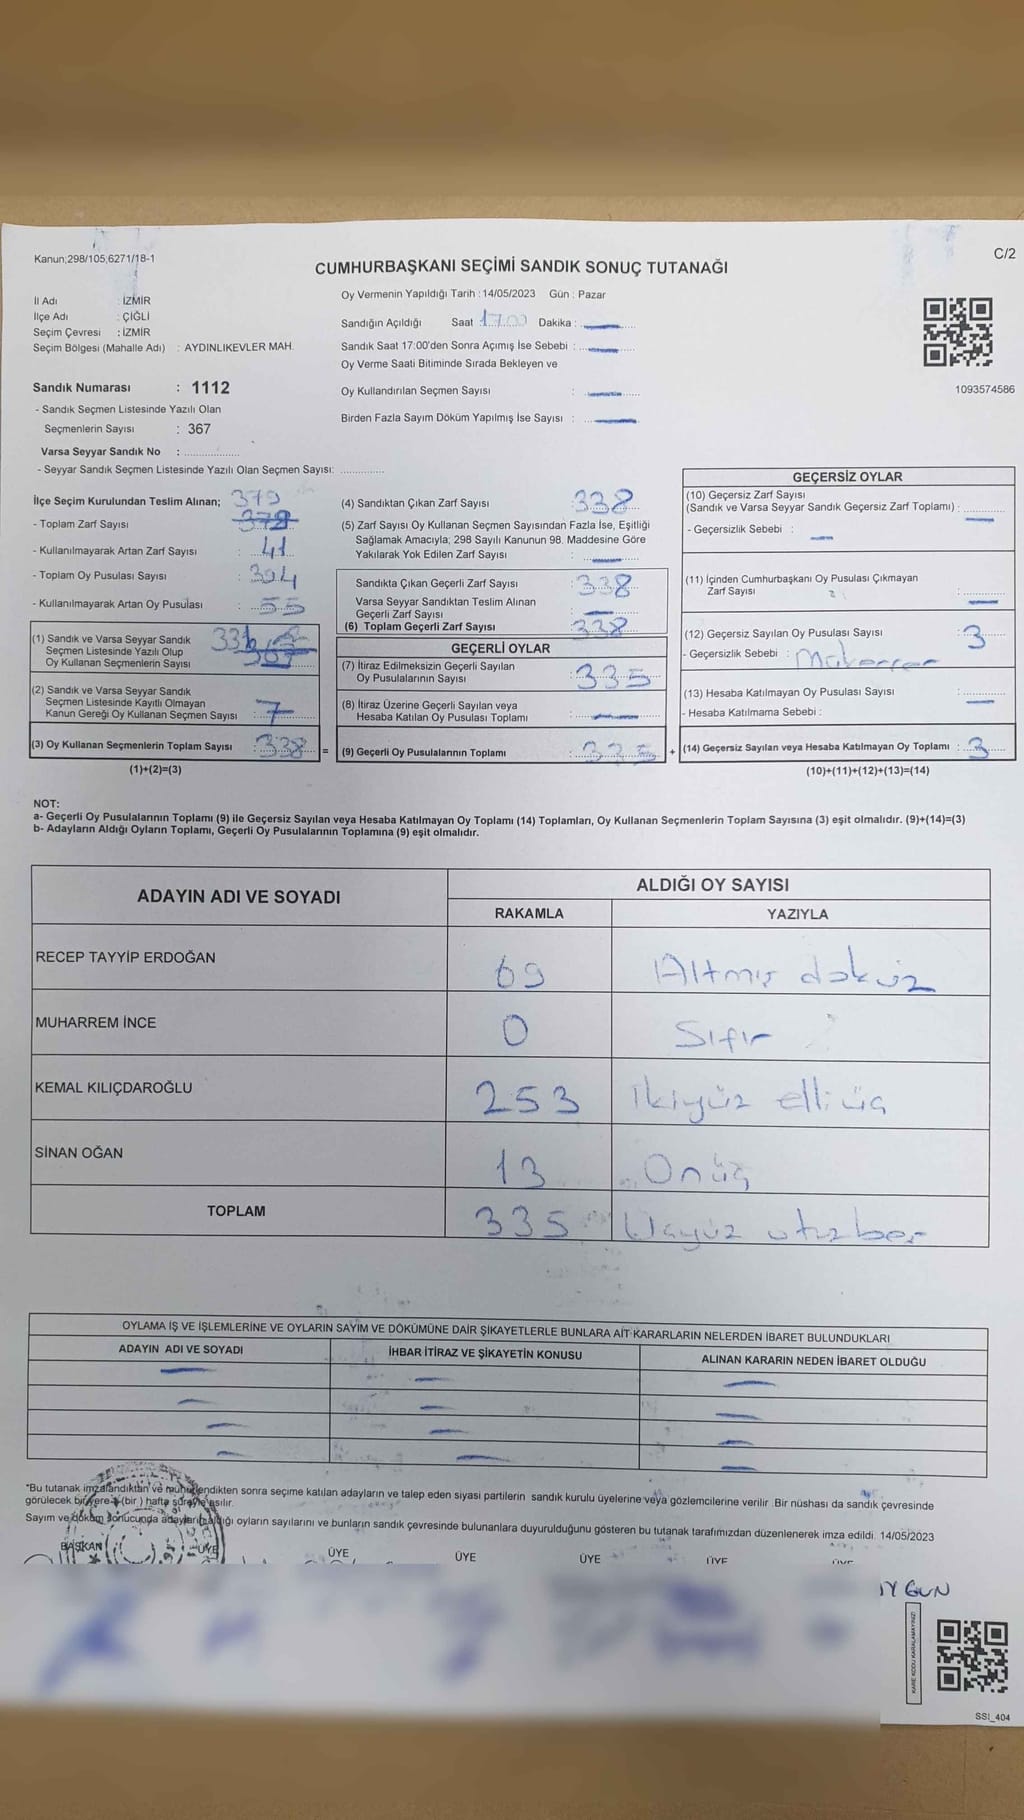 Kanun;298/105,6271/18-1
C/2
CUMHURBAŞKANI SEÇİMİ SANDIK SONUÇ TUTANAĞI
İl Adı : İZMİR
İlçe Adı : ÇİĞLİ
Seçim Çevresi : İZMİR
Seçim Bölgesi (Mahalle Adı) : AYDINLIKEVLER MAH.
Oy Vermenin Yapıldığı Tarih : 14/05/2023 Gün : Pazar
Sandığın Açıldığı Saat 17.00 Dakika :
Sandık Saat 17:00'den Sonra Açımış İse Sebebi :
Oy Verme Saati Bitiminde Sırada Bekleyen ve
Oy Kullandırılan Seçmen Sayısı :
Birden Fazla Sayım Döküm Yapılmış İse Sayısı :
1093574586
Sandık Numarası : 1112
- Sandık Seçmen Listesinde Yazılı Olan
Seçmenlerin Sayısı : 367
Varsa Seyyar Sandık No :
- Seyyar Sandık Seçmen Listesinde Yazılı Olan Seçmen Sayısı:
İlçe Seçim Kurulundan Teslim Alınan; 379
- Toplam Zarf Sayısı
- Kullanılmayarak Artan Zarf Sayısı : 41
- Toplam Oy Pusulası Sayısı : 394
- Kullanılmayarak Artan Oy Pusulası : 55
(1) Sandık ve Varsa Seyyar Sandık
Seçmen Listesinde Yazılı Olup
Oy Kullanan Seçmenlerin Sayısı
(2) Sandık ve Varsa Seyyar Sandık
Seçmen Listesinde Kayıtlı Olmayan
Kanun Gereği Oy Kullanan Seçmen Sayısı : 7
(3) Oy Kullanan Seçmenlerin Toplam Sayısı : 338 =
(1)+(2)=(3)
(4) Sandıktan Çıkan Zarf Sayısı 338
(5) Zarf Sayısı Oy Kullanan Seçmen Sayısından Fazla İse, Eşitliği
Sağlamak Amacıyla; 298 Sayılı Kanunun 98. Maddesine Göre
Yakılarak Yok Edilen Zarf Sayısı :
Sandıkta Çıkan Geçerli Zarf Sayısı : 338
Varsa Seyyar Sandıktan Teslim Alınan
Geçerli Zarf Sayısı :
(6) Toplam Geçerli Zarf Sayısı : 338
GEÇERLİ OYLAR
(7) İtiraz Edilmeksizin Geçerli Sayılan
Oy Pusulalarının Sayısı : 335
(8) İtiraz Üzerine Geçerli Sayılan veya
Hesaba Katılan Oy Pusulası Toplamı :
(9) Geçerli Oy Pusulalarının Toplamı : 335 +
GEÇERSİZ OYLAR
(10) Geçersiz Zarf Sayısı
(Sandık ve Varsa Seyyar Sandık Geçersiz Zarf Toplamı) :
- Geçersizlik Sebebi :
(11) İçinden Cumhurbaşkanı Oy Pusulası Çıkmayan
Zarf Sayısı :
(12) Geçersiz Sayılan Oy Pusulası Sayısı : 3
- Geçersizlik Sebebi : Mükerrer
(13) Hesaba Katılmayan Oy Pusulası Sayısı :
- Hesaba Katılmama Sebebi :
(14) Geçersiz Sayılan veya Hesaba Katılmayan Oy Toplamı : 3
(10)+(11)+(12)+(13)=(14)
NOT:
a- Geçerli Oy Pusulalarının Toplamı (9) ile Geçersiz Sayılan veya Hesaba Katılmayan Oy Toplamı (14) Toplamları, Oy Kullanan Seçmenlerin Toplam Sayısına (3) eşit olmalıdır. (9)+(14)=(3)
b- Adayların Aldığı Oyların Toplamı, Geçerli Oy Pusulalarının Toplamına (9) eşit olmalıdır.
ADAYIN ADI VE SOYADI ALDIĞI OY SAYISI
RAKAMLA YAZIYLA
RECEP TAYYİP ERDOĞAN 69 Altmış dokuz
MUHARREM İNCE 0 Sıfır
KEMAL KILIÇDAROĞLU 253 İkiyüz elli üç
SİNAN OĞAN 13 Onüç
TOPLAM 335 Üçyüz otuzbeş
OYLAMA İŞ VE İŞLEMLERİNE VE OYLARIN SAYIM VE DÖKÜMÜNE DAİR ŞİKAYETLERLE BUNLARA AİT KARARLARIN NELERDEN İBARET BULUNDUKLARI
ADAYIN ADI VE SOYADI İHBAR İTİRAZ VE ŞİKAYETİN KONUSU ALINAN KARARIN NEDEN İBARET OLDUĞU
*Bu tutanak imzalandıktan ve mühürlendikten sonra seçime katılan adayların ve talep eden siyasi partilerin sandık kurulu üyelerine veya gözlemcilerine verilir. Bir nüshası da sandık çevresinde
görülecek bir yere (bir) hafta süreyle asılır.
Sayım ve döküm sonucunda adayların aldığı oyların sayılarını ve bunların sandık çevresinde bulunanlara duyurulduğunu gösteren bu tutanak tarafımızdan düzenlenerek imza edildi. 14/05/2023
BAŞKAN ÜYE ÜYE ÜYE ÜYE ÜYE ÜYE
KARE KODU KARALAMAYINIZ!
SSI_404